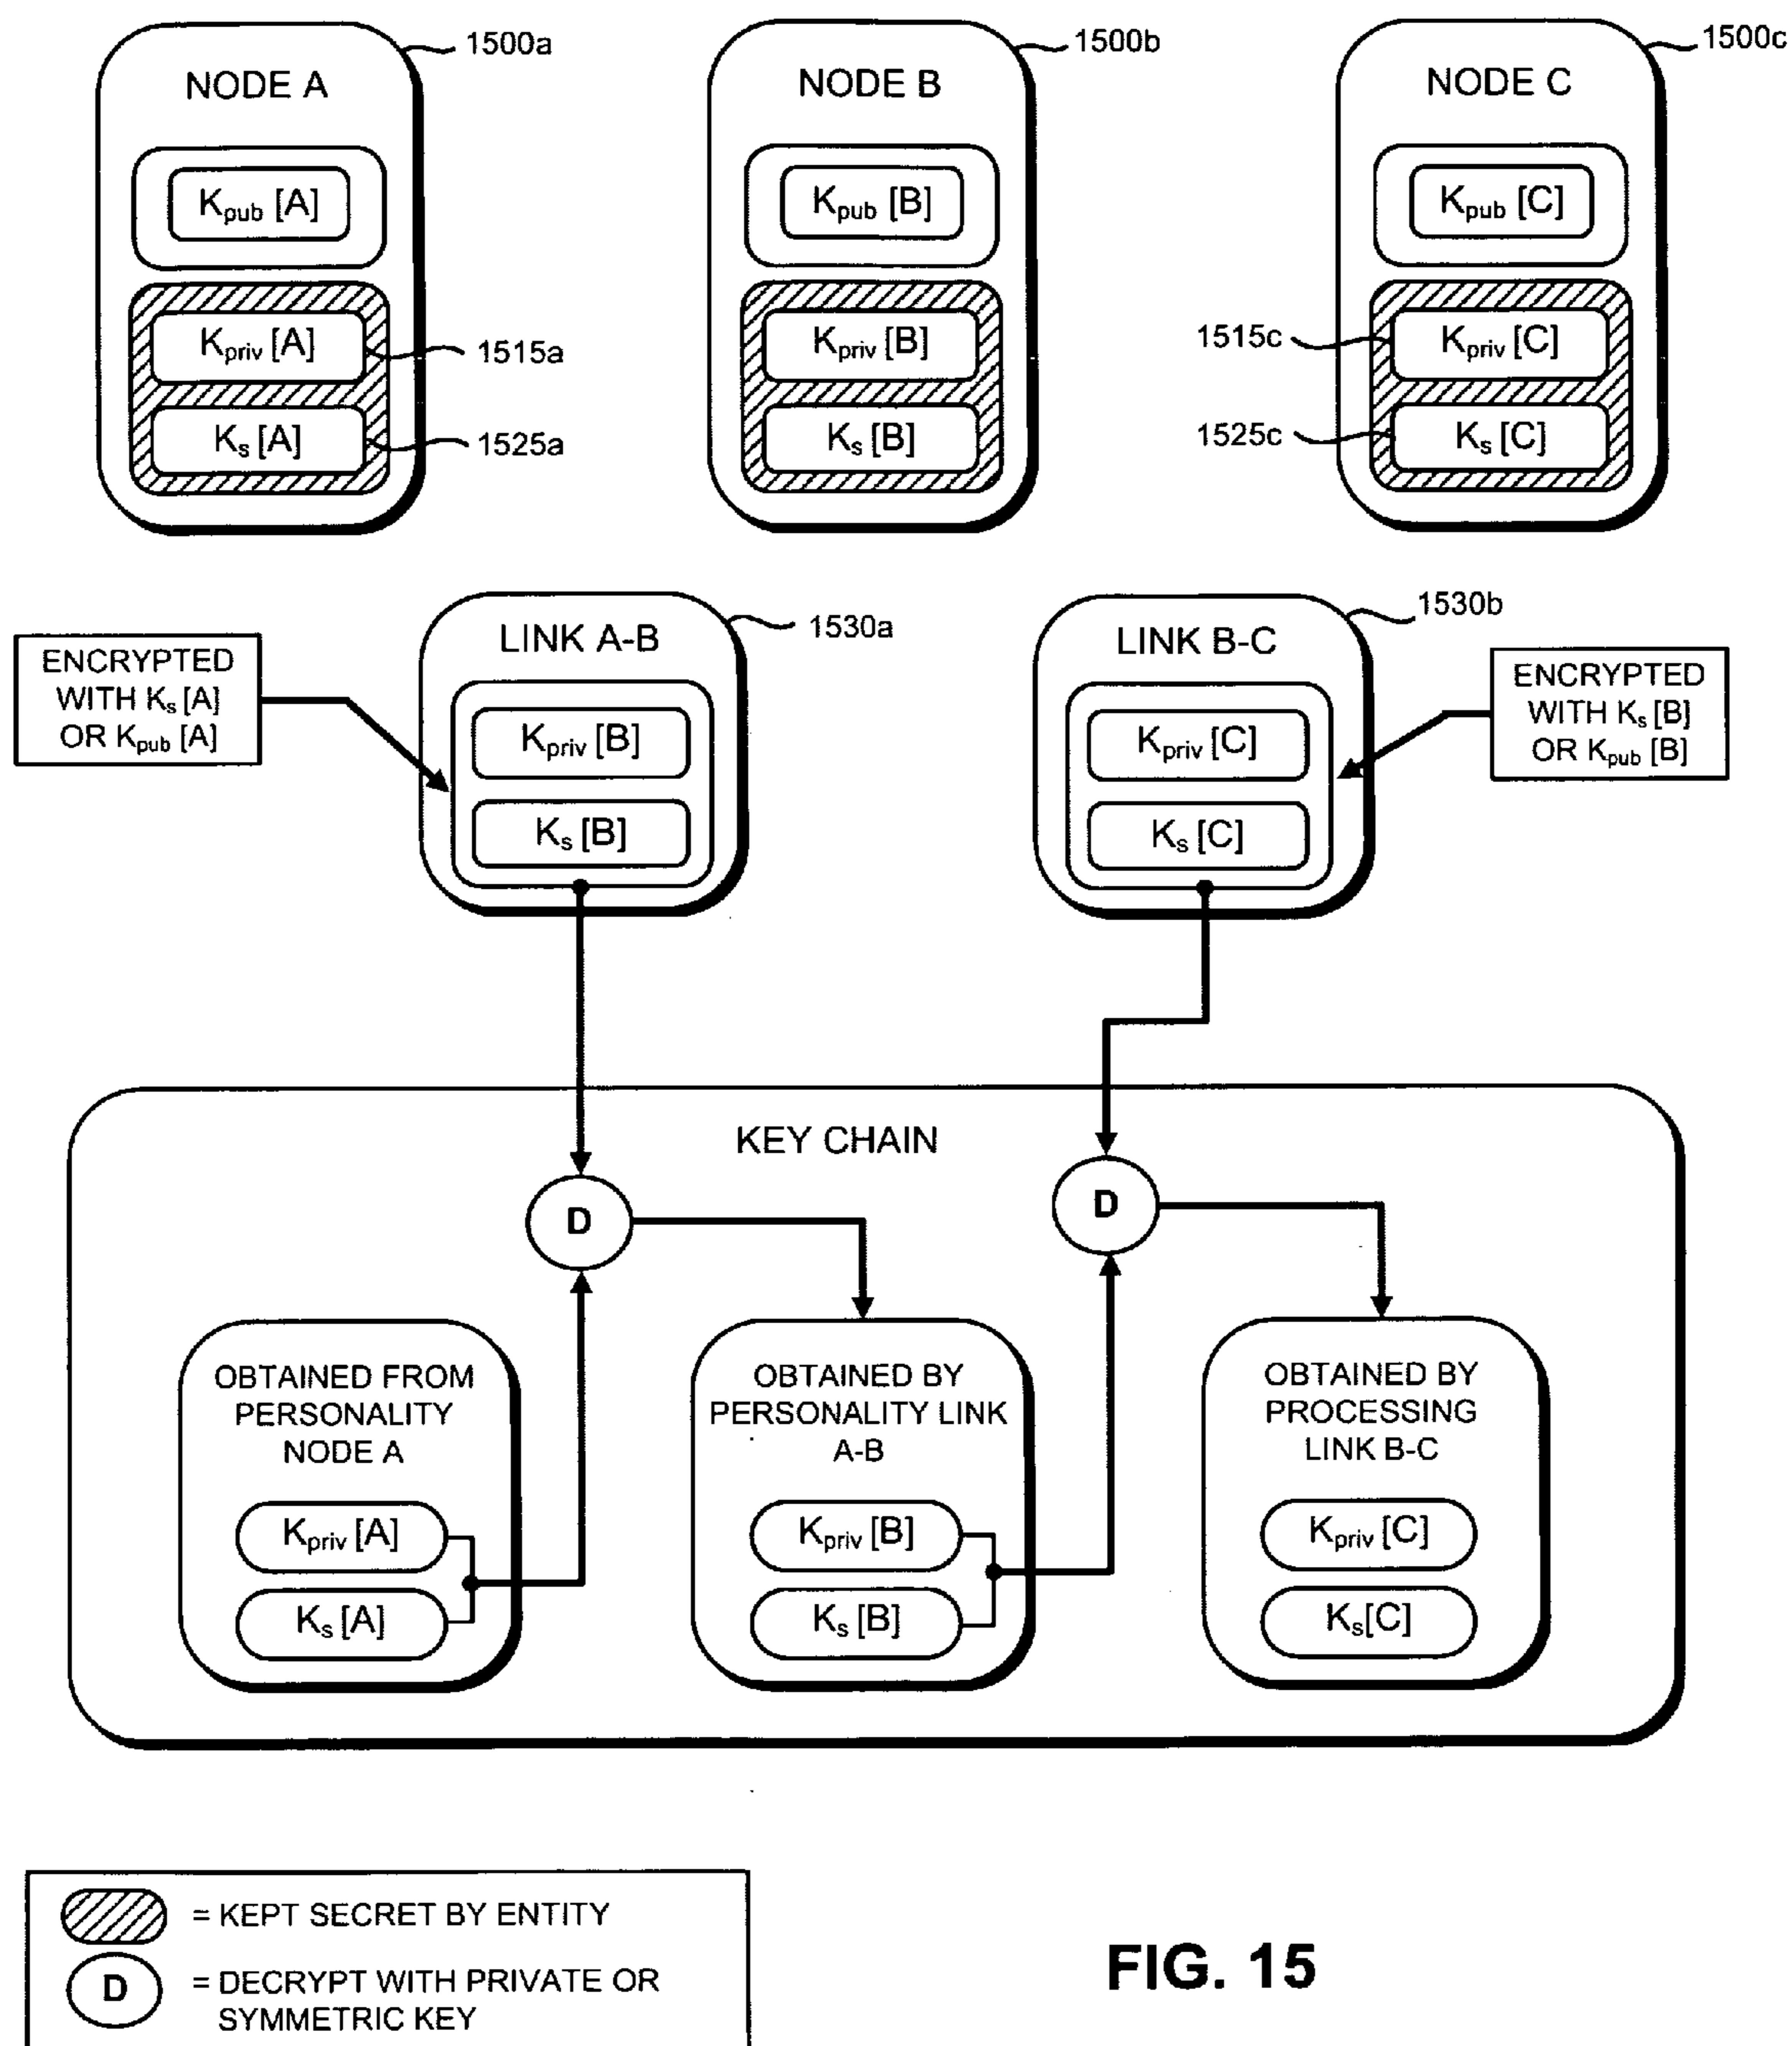 1500a
1500b
1500c
NODE A
NODE B
NODE C
Kpub [A]
Kpub [B]
Kpub [C]
Kpriv [A]
1515a
Kpriv [B]
1515c
Kpriv [C]
Ks [A]
1525a
Ks [B]
1525c
Ks [C]
ENCRYPTED
WITH Ks [A]
OR Kpub [A]
LINK A-B
1530a
Kpriv [B]
Ks [B]
LINK B-C
1530b
Kpriv [C]
Ks [C]
ENCRYPTED
WITH Ks [B]
OR Kpub [B]
KEY CHAIN
D
D
OBTAINED FROM
PERSONALITY
NODE A
Kpriv [A]
Ks [A]
OBTAINED BY
PERSONALITY LINK
A-B
Kpriv [B]
Ks [B]
OBTAINED BY
PROCESSING
LINK B-C
Kpriv [C]
Ks[C]
= KEPT SECRET BY ENTITY
D
= DECRYPT WITH PRIVATE OR
SYMMETRIC KEY
FIG. 15